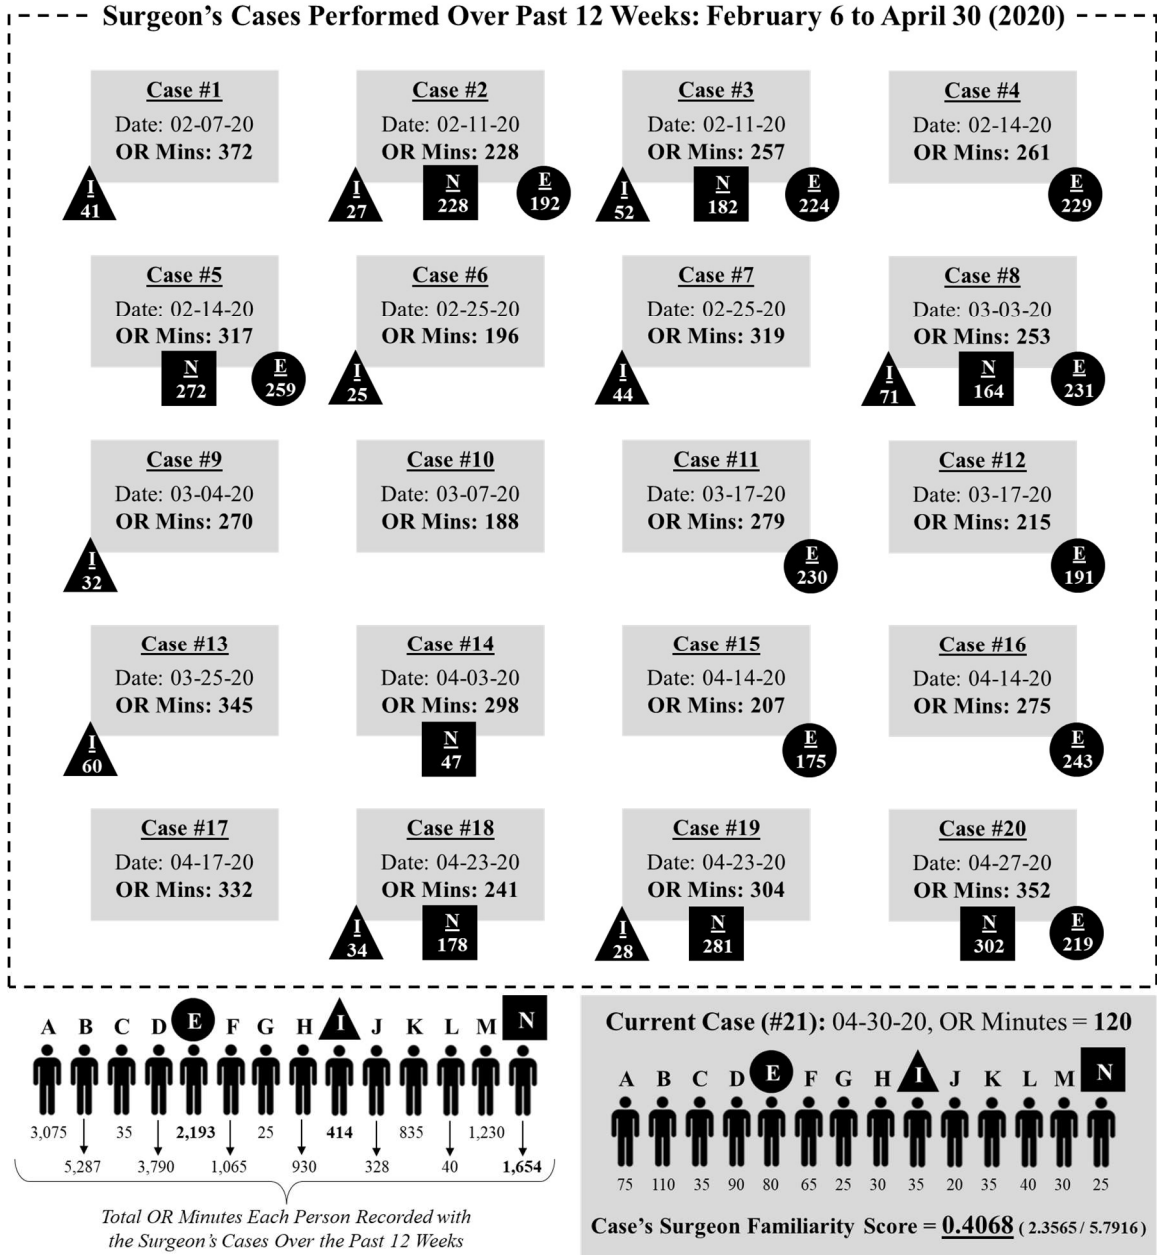 Surgeon's Cases Performed Over Past 12 Weeks: February 6 to April 30 (2020)
Case #1
Date: 02-07-20
OR Mins: 372
I
41
Case #2
Date: 02-11-20
OR Mins: 228
I
27
N
228
E
192
Case #3
Date: 02-11-20
OR Mins: 257
I
52
N
182
E
224
Case #4
Date: 02-14-20
OR Mins: 261
E
229
Case #5
Date: 02-14-20
OR Mins: 317
N
272
E
259
Case #6
Date: 02-25-20
OR Mins: 196
I
25
Case #7
Date: 02-25-20
OR Mins: 319
I
44
Case #8
Date: 03-03-20
OR Mins: 253
I
71
N
164
E
231
Case #9
Date: 03-04-20
OR Mins: 270
I
32
Case #10
Date: 03-07-20
OR Mins: 188
Case #11
Date: 03-17-20
OR Mins: 279
E
230
Case #12
Date: 03-17-20
OR Mins: 215
E
191
Case #13
Date: 03-25-20
OR Mins: 345
I
60
Case #14
Date: 04-03-20
OR Mins: 298
N
47
Case #15
Date: 04-14-20
OR Mins: 207
E
175
Case #16
Date: 04-14-20
OR Mins: 275
E
243
Case #17
Date: 04-17-20
OR Mins: 332
Case #18
Date: 04-23-20
OR Mins: 241
I
34
N
178
Case #19
Date: 04-23-20
OR Mins: 304
I
28
N
281
Case #20
Date: 04-27-20
OR Mins: 352
N
302
E
219
A B C D E F G H I J K L M N
3,075 35 2,193 25 414 835 1,230
5,287 3,790 1,065 930 328 40 1,654
Total OR Minutes Each Person Recorded with
the Surgeon's Cases Over the Past 12 Weeks
Current Case (#21): 04-30-20, OR Minutes = 120
A B C D E F G H I J K L M N
75 110 35 90 80 65 25 30 35 20 35 40 30 25
Case's Surgeon Familiarity Score = 0.4068 ( 2.3565 / 5.7916 )